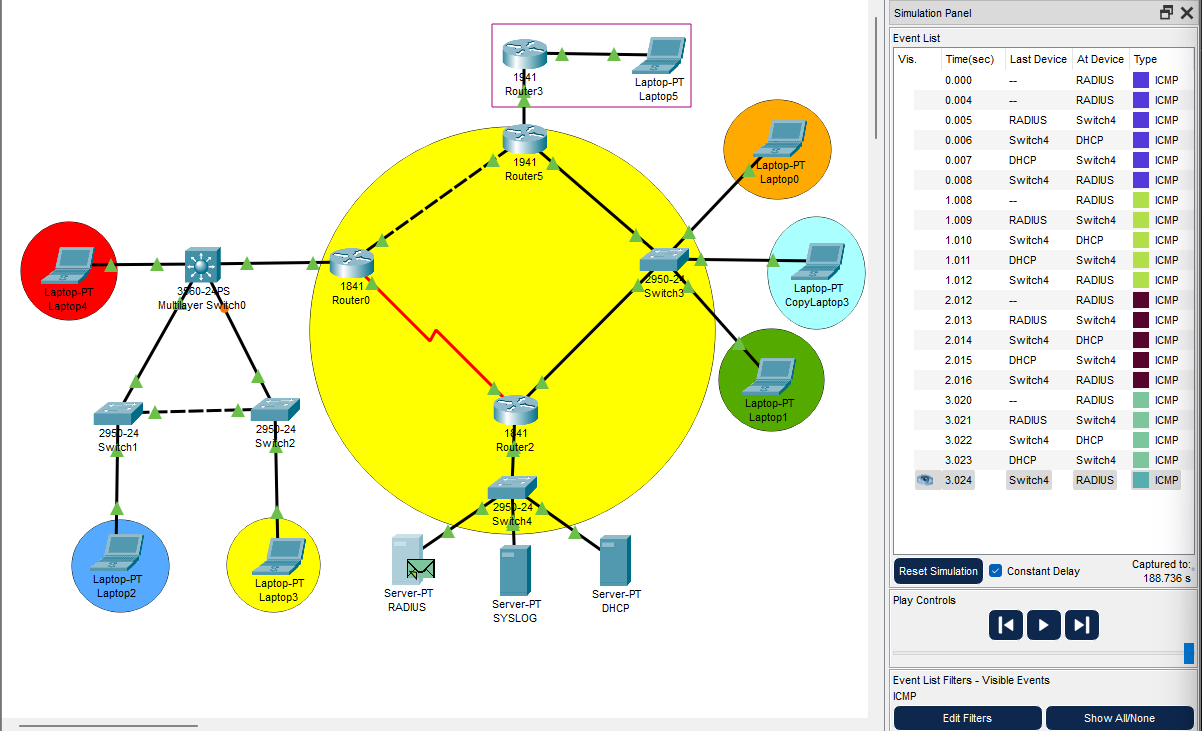 1941
Router3
Laptop-PT
Laptop5
1941
Router5
Laptop-PT
Laptop0
Laptop-PT
Laptop4
3560-24PS
Multilayer Switch0
1841
Router0
2950-24
Switch3
Laptop-PT
CopyLaptop3
Laptop-PT
Laptop1
2950-24
Switch1
2950-24
Switch2
1841
Router2
2950-24
Switch4
Laptop-PT
Laptop2
Laptop-PT
Laptop3
Server-PT
RADIUS
Server-PT
SYSLOG
Server-PT
DHCP
Simulation Panel
Event List
Vis. Time(sec) Last Device At Device Type
0.000 -- RADIUS ICMP
0.004 -- RADIUS ICMP
0.005 RADIUS Switch4 ICMP
0.006 Switch4 DHCP ICMP
0.007 DHCP Switch4 ICMP
0.008 Switch4 RADIUS ICMP
1.008 -- RADIUS ICMP
1.009 RADIUS Switch4 ICMP
1.010 Switch4 DHCP ICMP
1.011 DHCP Switch4 ICMP
1.012 Switch4 RADIUS ICMP
2.012 -- RADIUS ICMP
2.013 RADIUS Switch4 ICMP
2.014 Switch4 DHCP ICMP
2.015 DHCP Switch4 ICMP
2.016 Switch4 RADIUS ICMP
3.020 -- RADIUS ICMP
3.021 RADIUS Switch4 ICMP
3.022 Switch4 DHCP ICMP
3.023 DHCP Switch4 ICMP
3.024 Switch4 RADIUS ICMP
Reset Simulation Constant Delay Captured to:
188.736 s
Play Controls
Event List Filters - Visible Events
ICMP
Edit Filters Show All/None